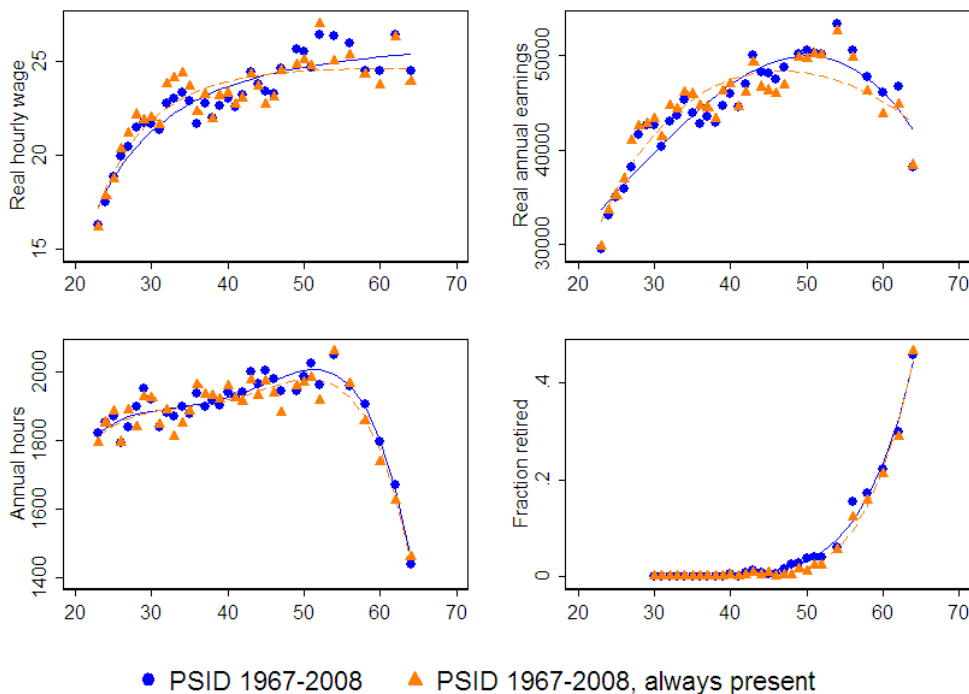 Real hourly wage
15 20 25
20 30 40 50 60 70
Real annual earnings
30000 40000 50000
20 30 40 50 60 70
Annual hours
1400 1600 1800 2000
20 30 40 50 60 70
Fraction retired
0 .2 .4
20 30 40 50 60 70
PSID 1967-2008 PSID 1967-2008, always present